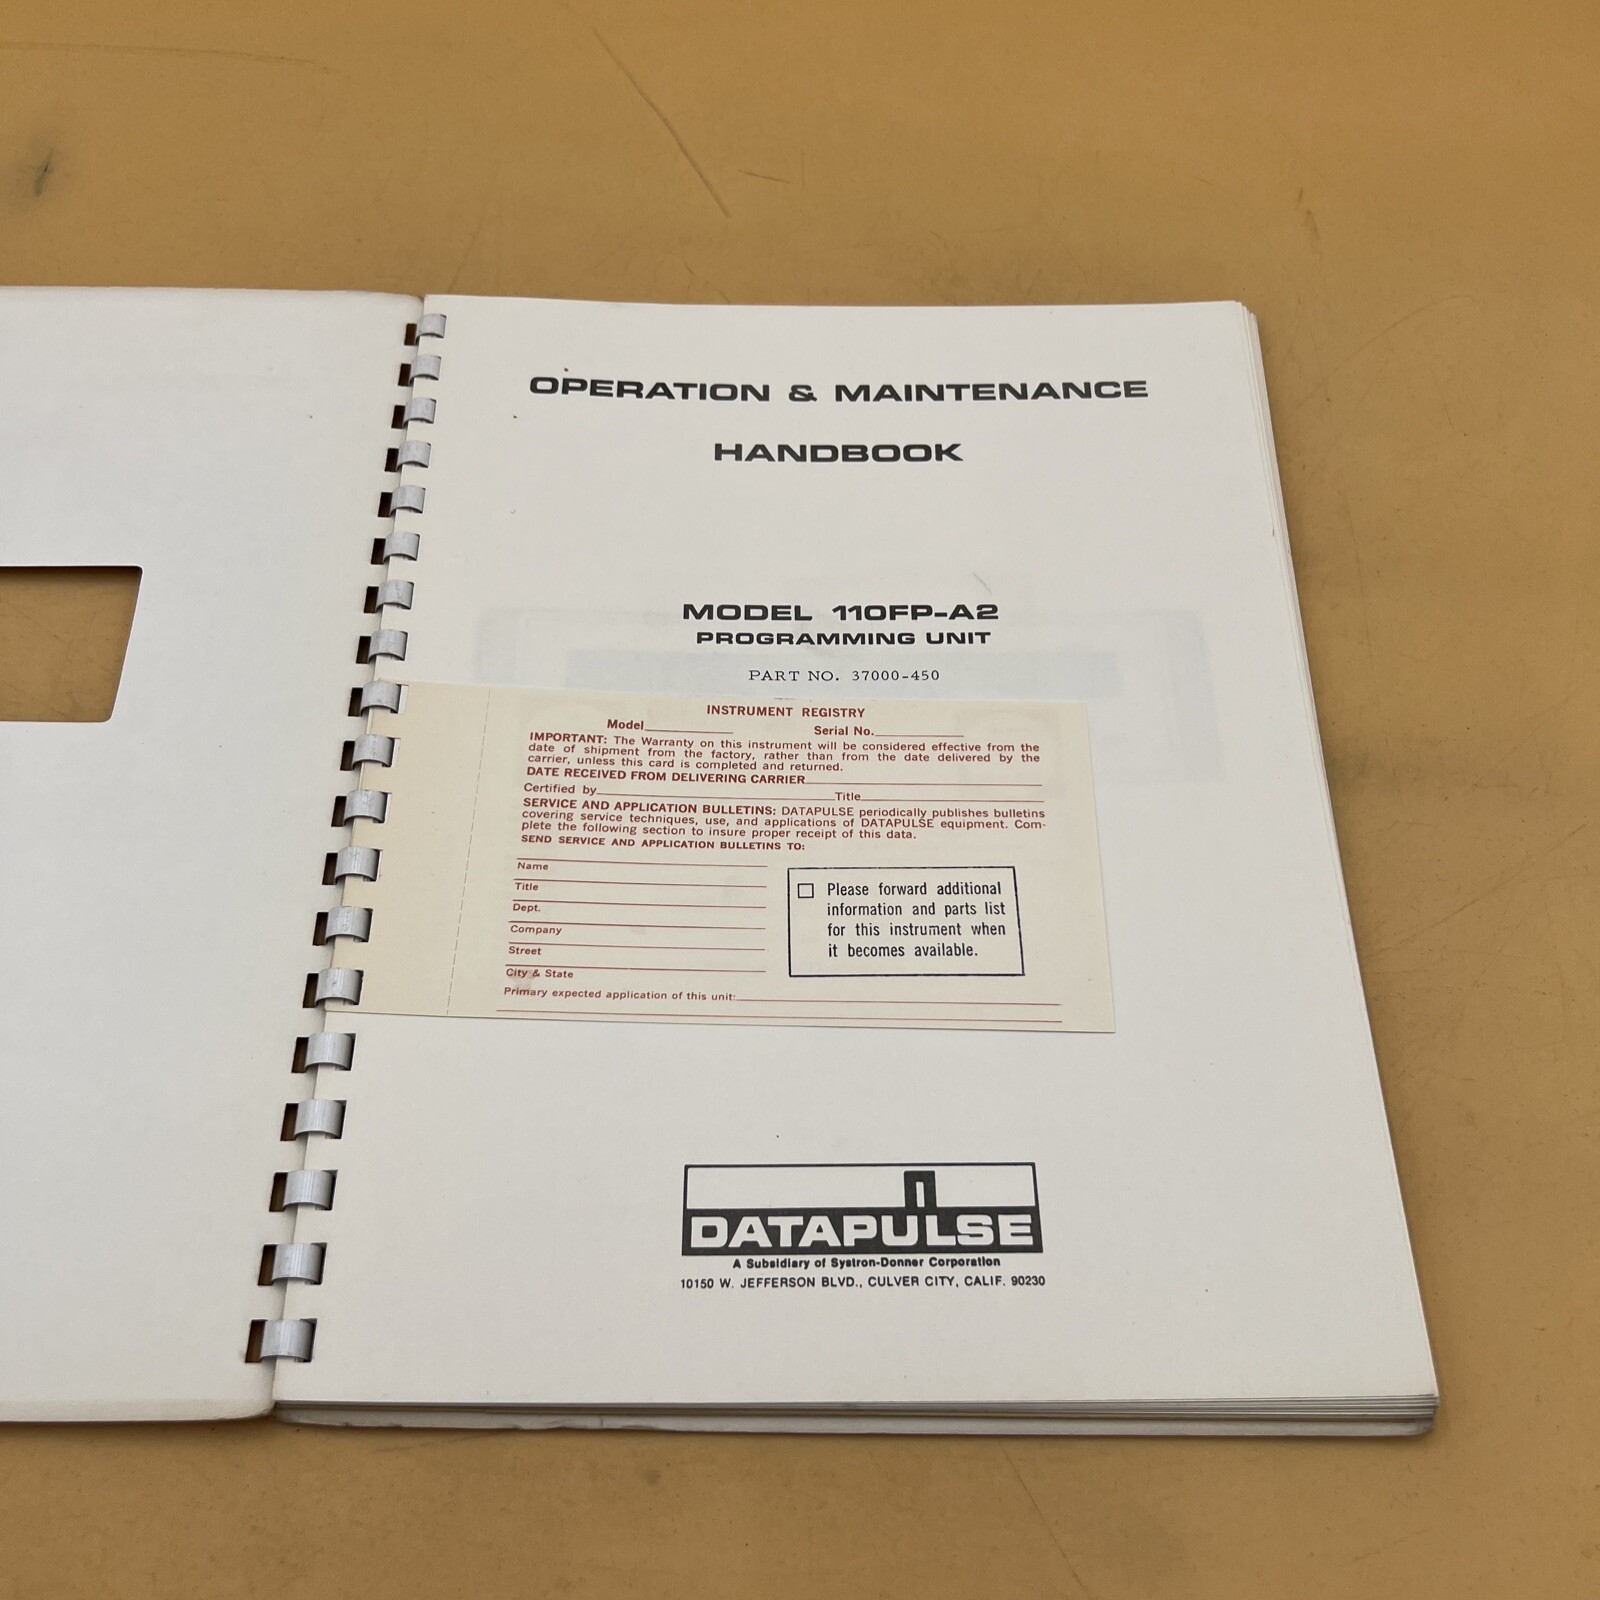 OPERATION & MAINTENANCE
HANDBOOK
MODEL 110FP-A2
PROGRAMMING UNIT
PART NO. 37000-450
INSTRUMENT REGISTRY
Model Serial No.
IMPORTANT: The Warranty on this instrument will be considered effective from the
date of shipment from the factory, rather than from the date delivered by the
carrier, unless this card is completed and returned.
DATE RECEIVED FROM DELIVERING CARRIER
Certified by Title
SERVICE AND APPLICATION BULLETINS: DATAPULSE periodically publishes bulletins
covering service techniques, use, and applications of DATAPULSE equipment. Com-
plete the following section to insure proper receipt of this data.
SEND SERVICE AND APPLICATION BULLETINS TO:
Name
Title
Dept.
Company
Street
City & State
Please forward additional
information and parts list
for this instrument when
it becomes available.
Primary expected application of this unit:
DATAPULSE
A Subsidiary of Systron-Donner Corporation
10150 W. JEFFERSON BLVD., CULVER CITY, CALIF. 90230